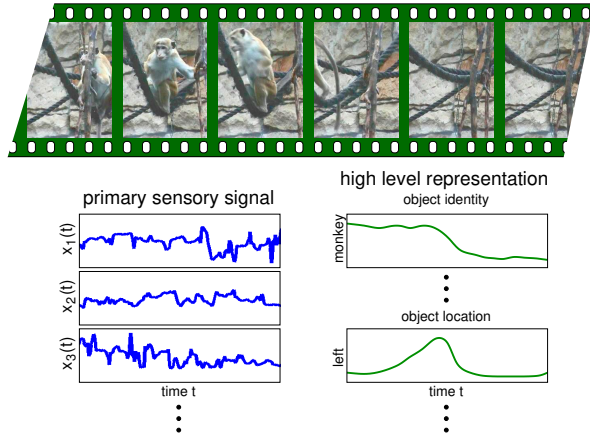 primary sensory signal
x1(t)
x2(t)
x3(t)
time t
high level representation
object identity
monkey
object location
left
time t